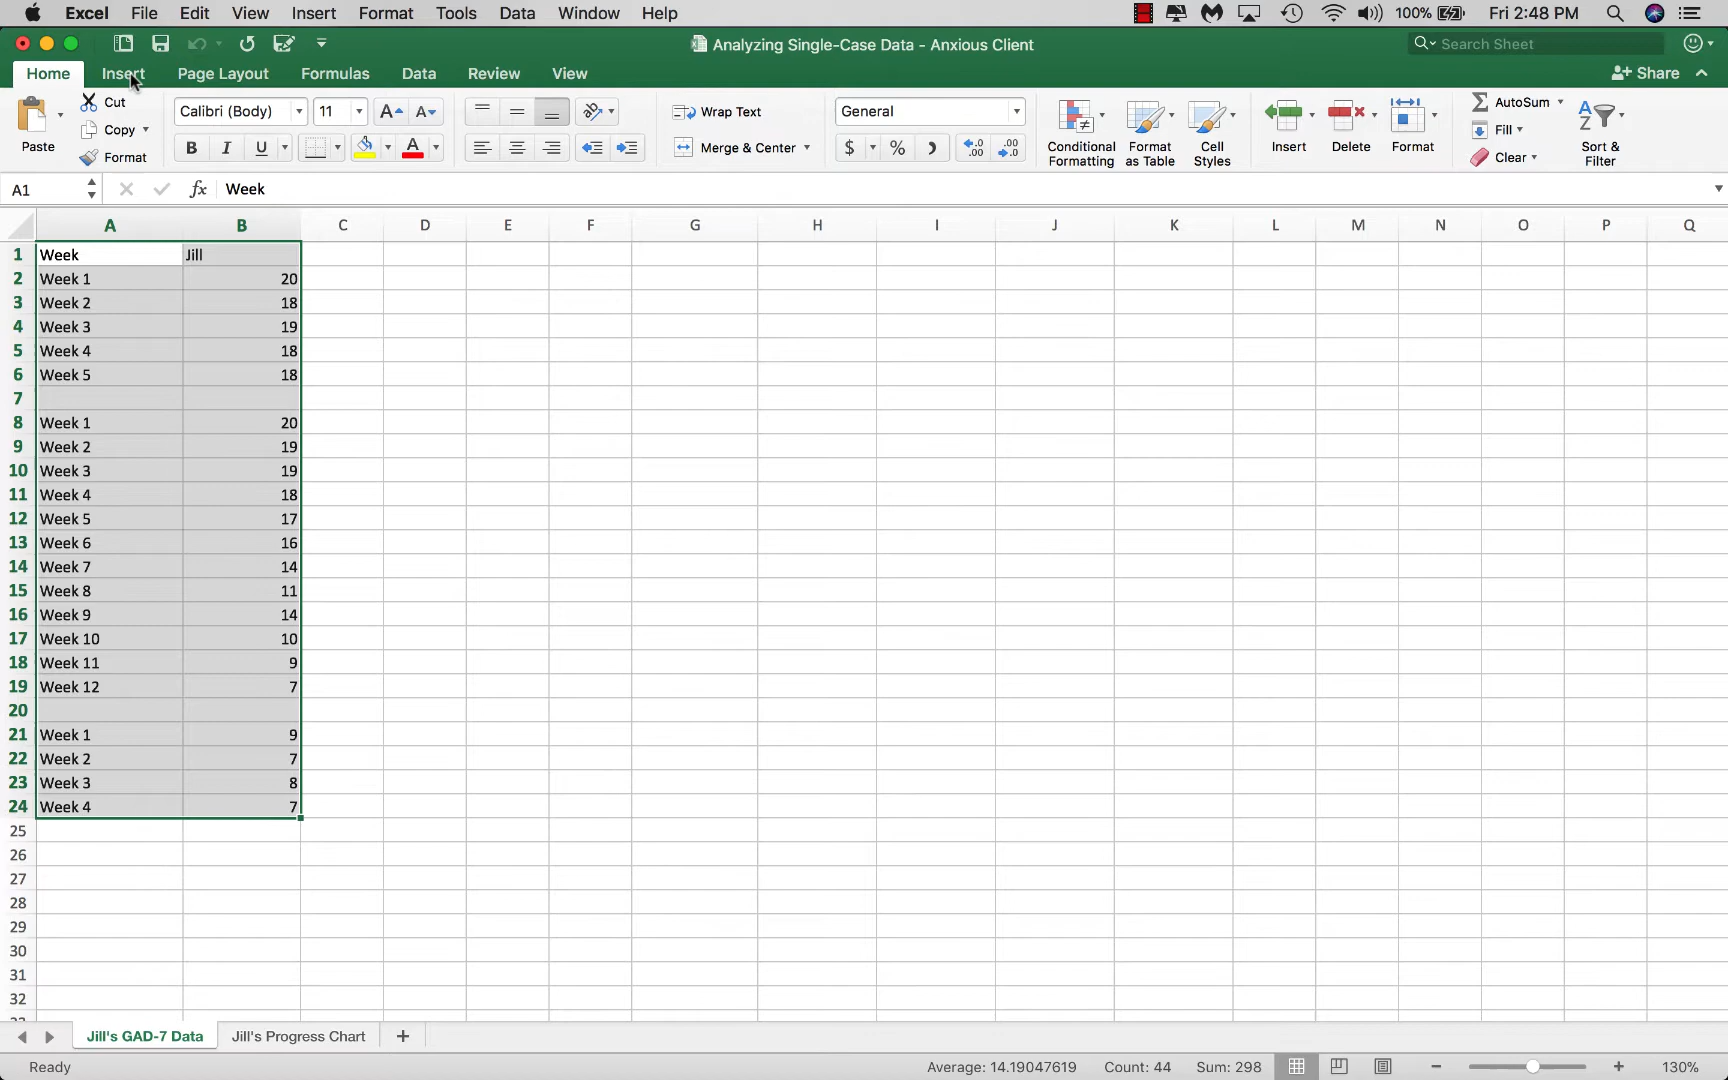 Excel File Edit View Insert Format Tools Data Window Help 100% Fri 2:48 PM
Analyzing Single-Case Data - Anxious Client Search Sheet
Home Insert Page Layout Formulas Data Review View Share
Paste Cut Copy Format
Calibri (Body) 11 A A
B I U A
Wrap Text
Merge & Center
General
$ % )
Conditional Formatting
Format as Table
Cell Styles
Insert Delete Format
AutoSum
Fill
Clear
Sort & Filter
A1 fx Week
A B C D E F G H I J K L M N O P Q
1 Week Jill
2 Week 1 20
3 Week 2 18
4 Week 3 19
5 Week 4 18
6 Week 5 18
7
8 Week 1 20
9 Week 2 19
10 Week 3 19
11 Week 4 18
12 Week 5 17
13 Week 6 16
14 Week 7 14
15 Week 8 11
16 Week 9 14
17 Week 10 10
18 Week 11 9
19 Week 12 7
20
21 Week 1 9
22 Week 2 7
23 Week 3 8
24 Week 4 7
25
26
27
28
29
30
31
32
Jill's GAD-7 Data Jill's Progress Chart +
Ready Average: 14.19047619 Count: 44 Sum: 298 130%